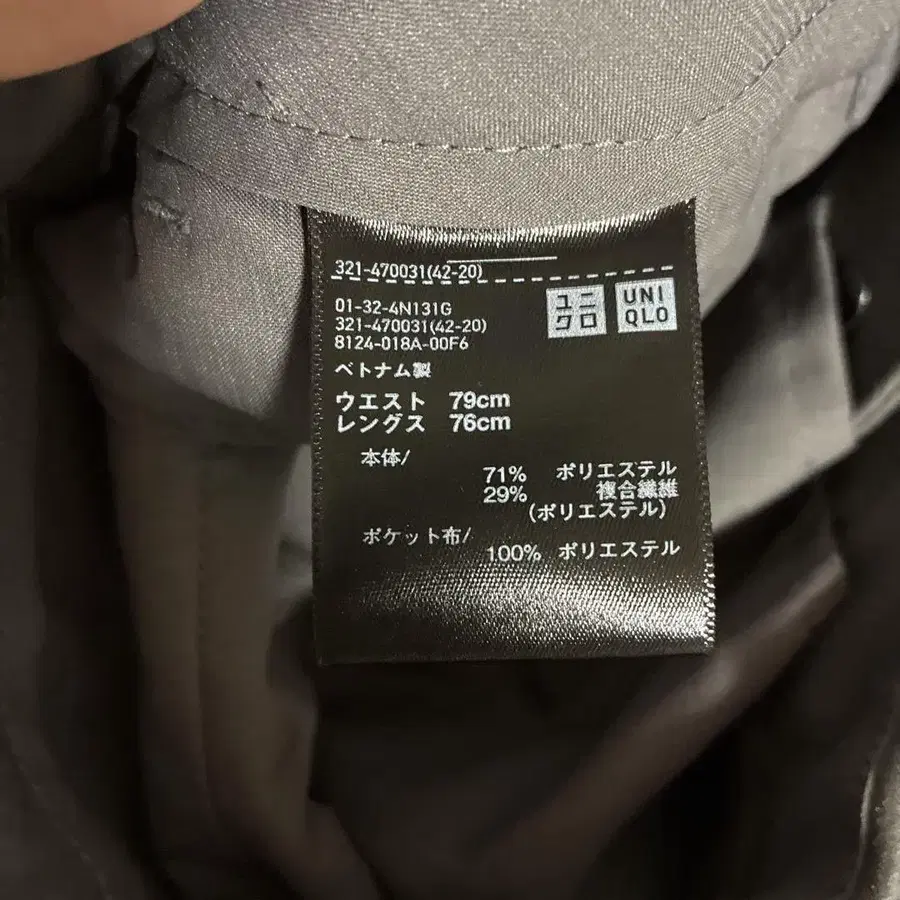 321-470031(42-20)
01-32-4N131G
321-470031(42-20)
8124-018A-00F6
ユニ
クロ
UNI
QLO
ベトナム製
ウエスト 79cm
レングス 76cm
本体/
71% ポリエステル
29% 複合繊維
(ポリエステル)
ポケット布/
100% ポリエステル